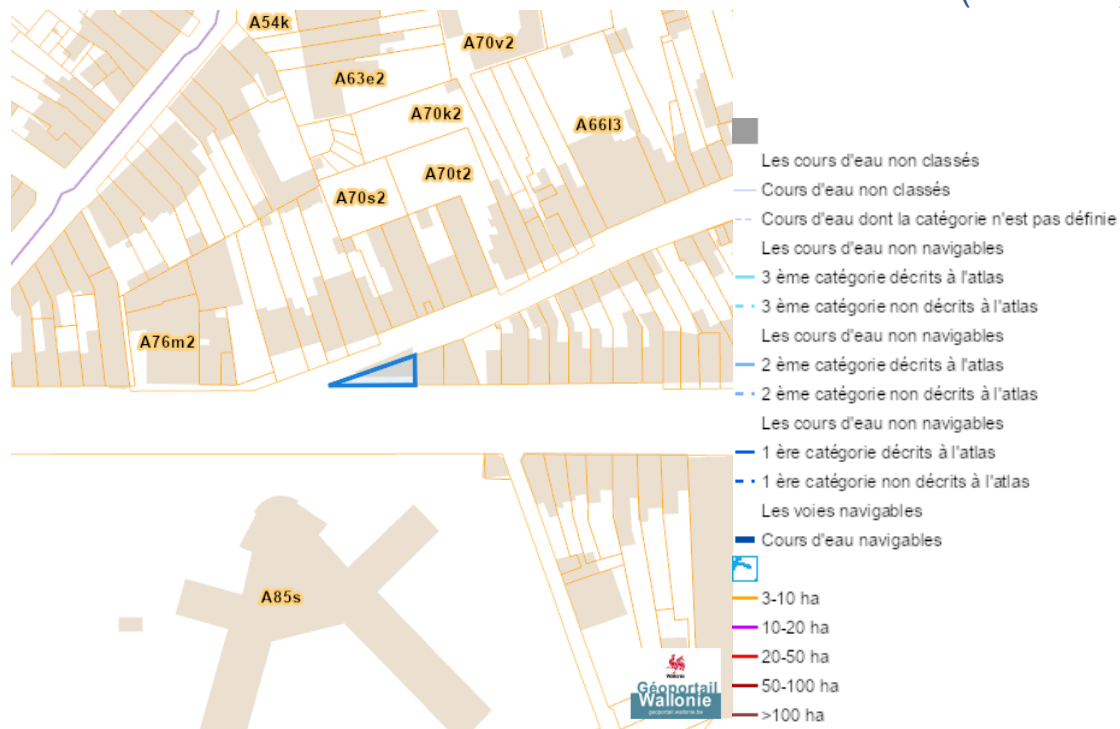 (
A54k
A70v2
A63e2
A70k2
A66l3
A70t2
A70s2
A76m2
A85s
Wallonie
Géoportail
Wallonie
geoportail.wallonie.be
Les cours d'eau non classés
Cours d'eau non classés
Cours d'eau dont la catégorie n'est pas définie
Les cours d'eau non navigables
3 ème catégorie décrits à l'atlas
3 ème catégorie non décrits à l'atlas
Les cours d'eau non navigables
2 ème catégorie décrits à l'atlas
2 ème catégorie non décrits à l'atlas
Les cours d'eau non navigables
1 ère catégorie décrits à l'atlas
1 ère catégorie non décrits à l'atlas
Les voies navigables
Cours d'eau navigables
3-10 ha
10-20 ha
20-50 ha
50-100 ha
>100 ha